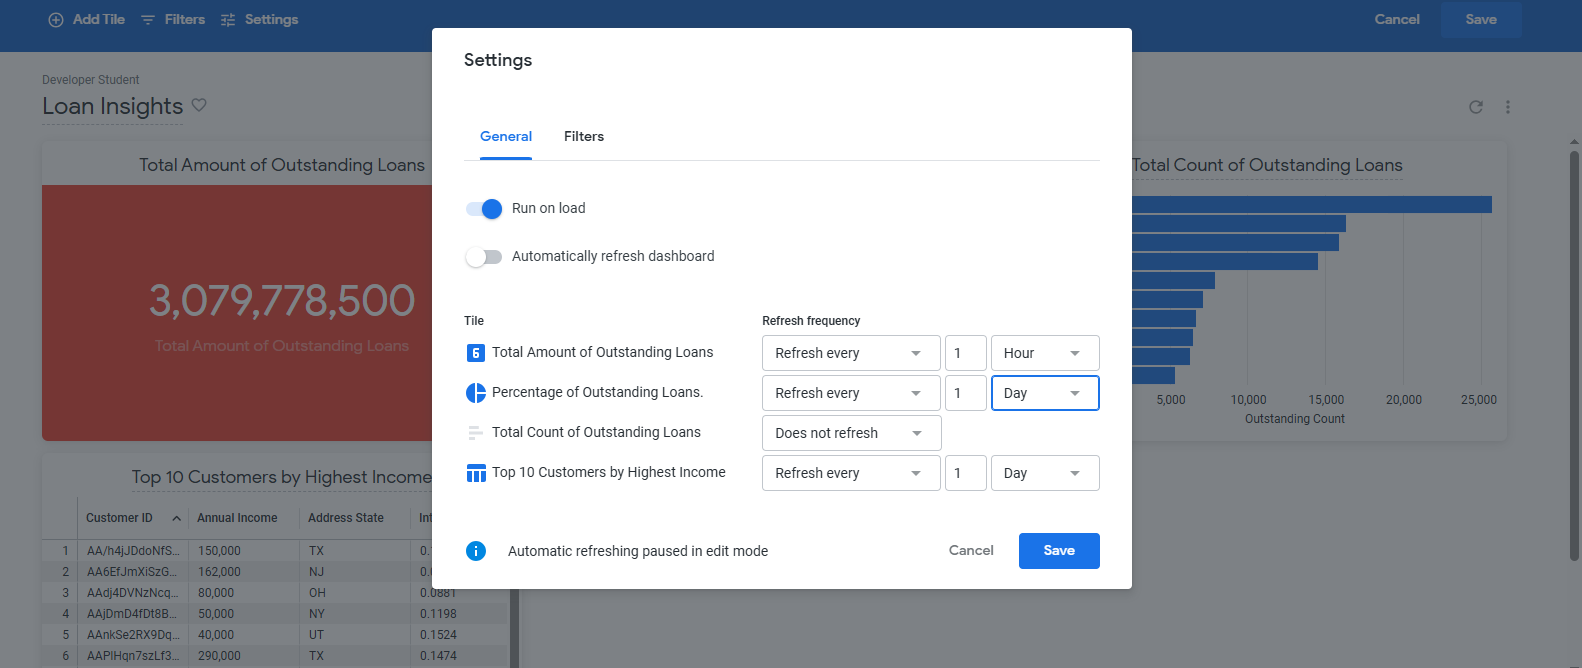 Add Tile Filters Settings Cancel Save
Developer Student
Loan Insights
Total Amount of Outstanding Loans
3,079,778,500
Total Amount of Outstanding Loans
Top 10 Customers by Highest Income
Customer ID Annual Income Address State Int
1 AA/h4jJDdoNfS... 150,000 TX 0.
2 AA6EfJmXiSzG... 162,000 NJ 0.
3 AAdj4DVNzNcq... 80,000 OH 0.0881
4 AAjDmD4fDt8B... 50,000 NY 0.1198
5 AAnkSe2RX9Dq... 40,000 UT 0.1524
6 AAPlHqn7szLf3... 290,000 TX 0.1474
Settings
General Filters
Run on load
Automatically refresh dashboard
Tile Refresh frequency
6 Total Amount of Outstanding Loans Refresh every 1 Hour
Percentage of Outstanding Loans. Refresh every 1 Day
Total Count of Outstanding Loans Does not refresh
Top 10 Customers by Highest Income Refresh every 1 Day
Automatic refreshing paused in edit mode Cancel Save
Total Count of Outstanding Loans
5,000 10,000 15,000 20,000 25,000
Outstanding Count